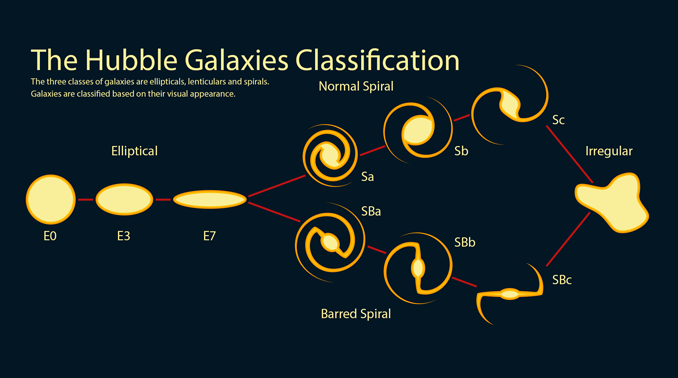 The Hubble Galaxies Classification
The three classes of galaxies are ellipticals, lenticulars and spirals.
Galaxies are classified based on their visual appearance.
Normal Spiral
Sc
Elliptical
Sb
Irregular
Sa
SBa
E0
E3
E7
SBb
SBc
Barred Spiral